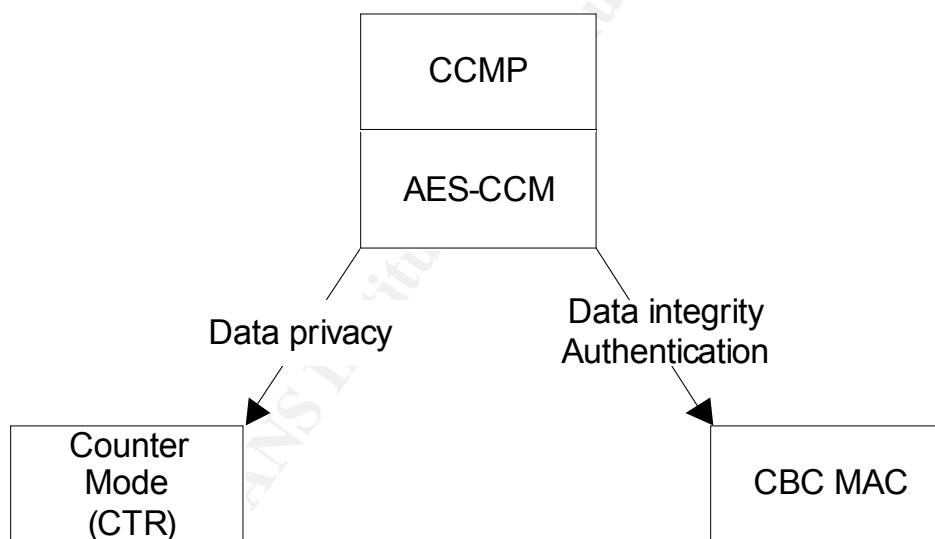 CCMP
AES-CCM
Data privacy
Data integrity
Authentication
Counter
Mode
(CTR)
CBC MAC